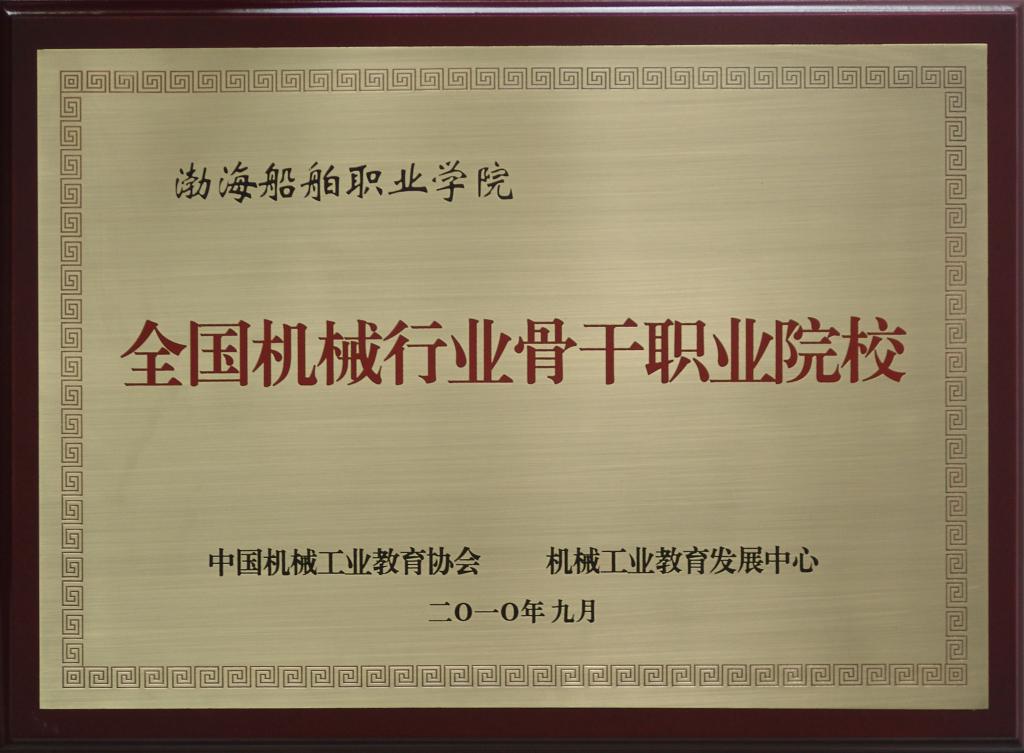 渤海船舶职业学院
全国机械行业骨干职业院校
中国机械工业教育协会 机械工业教育发展中心
二O一O年九月